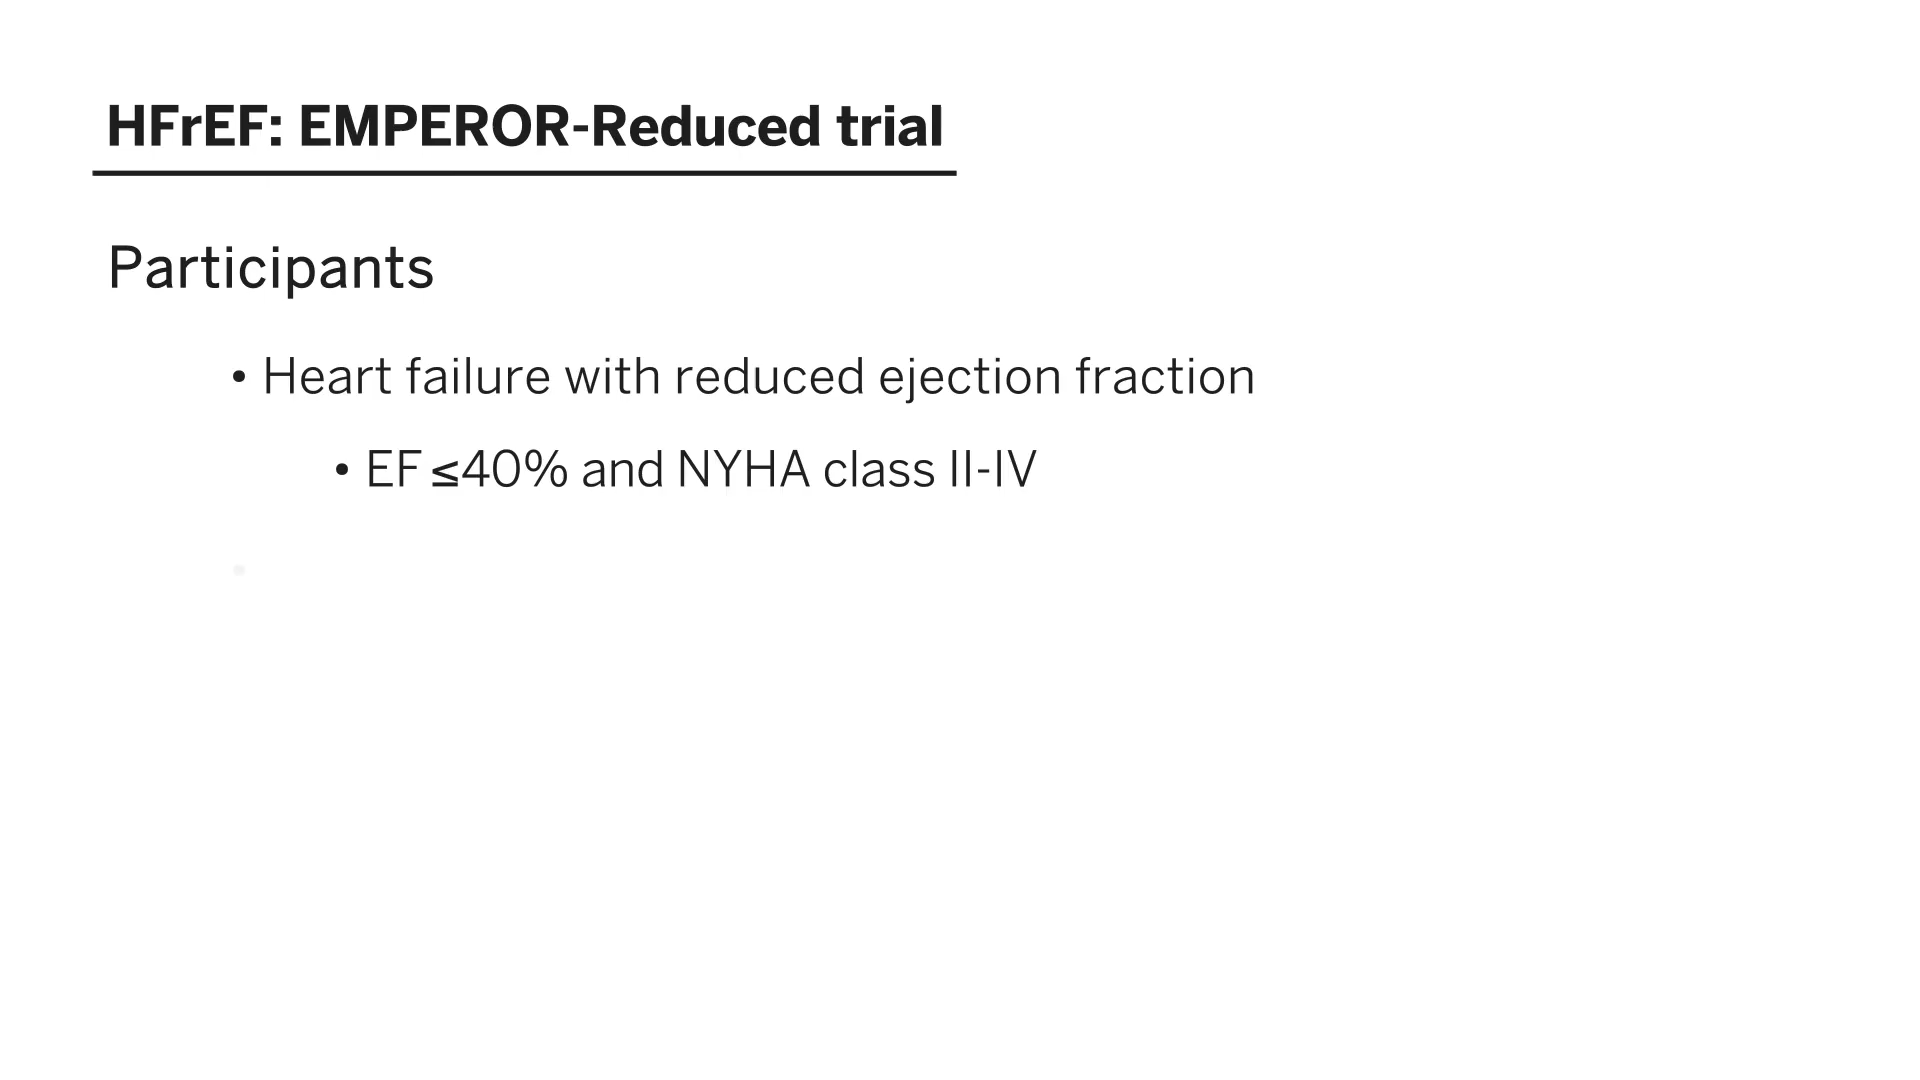 HFrEF: EMPEROR-Reduced trial
Participants
• Heart failure with reduced ejection fraction
• EF ≤40% and NYHA class II-IV